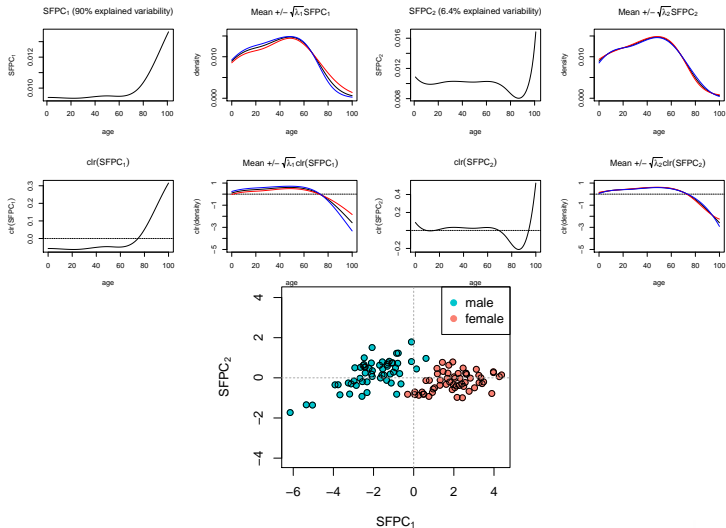 SFPC₁ (90% explained variability)
Mean +/− √λ₁SFPC₁
SFPC₂ (6.4% explained variability)
Mean +/− √λ₂SFPC₂
SFPC₁
0.010 0.012
0 20 40 60 80 100
age
density
0.000 0.010
0 20 40 60 80 100
age
SFPC₂
0.008 0.012 0.016
0 20 40 60 80 100
age
density
0.000 0.010
0 20 40 60 80 100
age
clr(SFPC₁)
Mean +/− √λ₁clr(SFPC₁)
clr(SFPC₂)
Mean +/− √λ₂clr(SFPC₂)
clr(SFPC₁)
0.0 0.1 0.2 0.3
0 20 40 60 80 100
age
clr(density)
−5 −3 −1 1
0 20 40 60 80 100
age
clr(SFPC₂)
−0.2 0.2 0.4
0 20 40 60 80 100
age
clr(density)
−5 −3 −1 1
0 20 40 60 80 100
age
male
female
SFPC₂
−4 −2 0 2 4
−6 −4 −2 0 2 4
SFPC₁